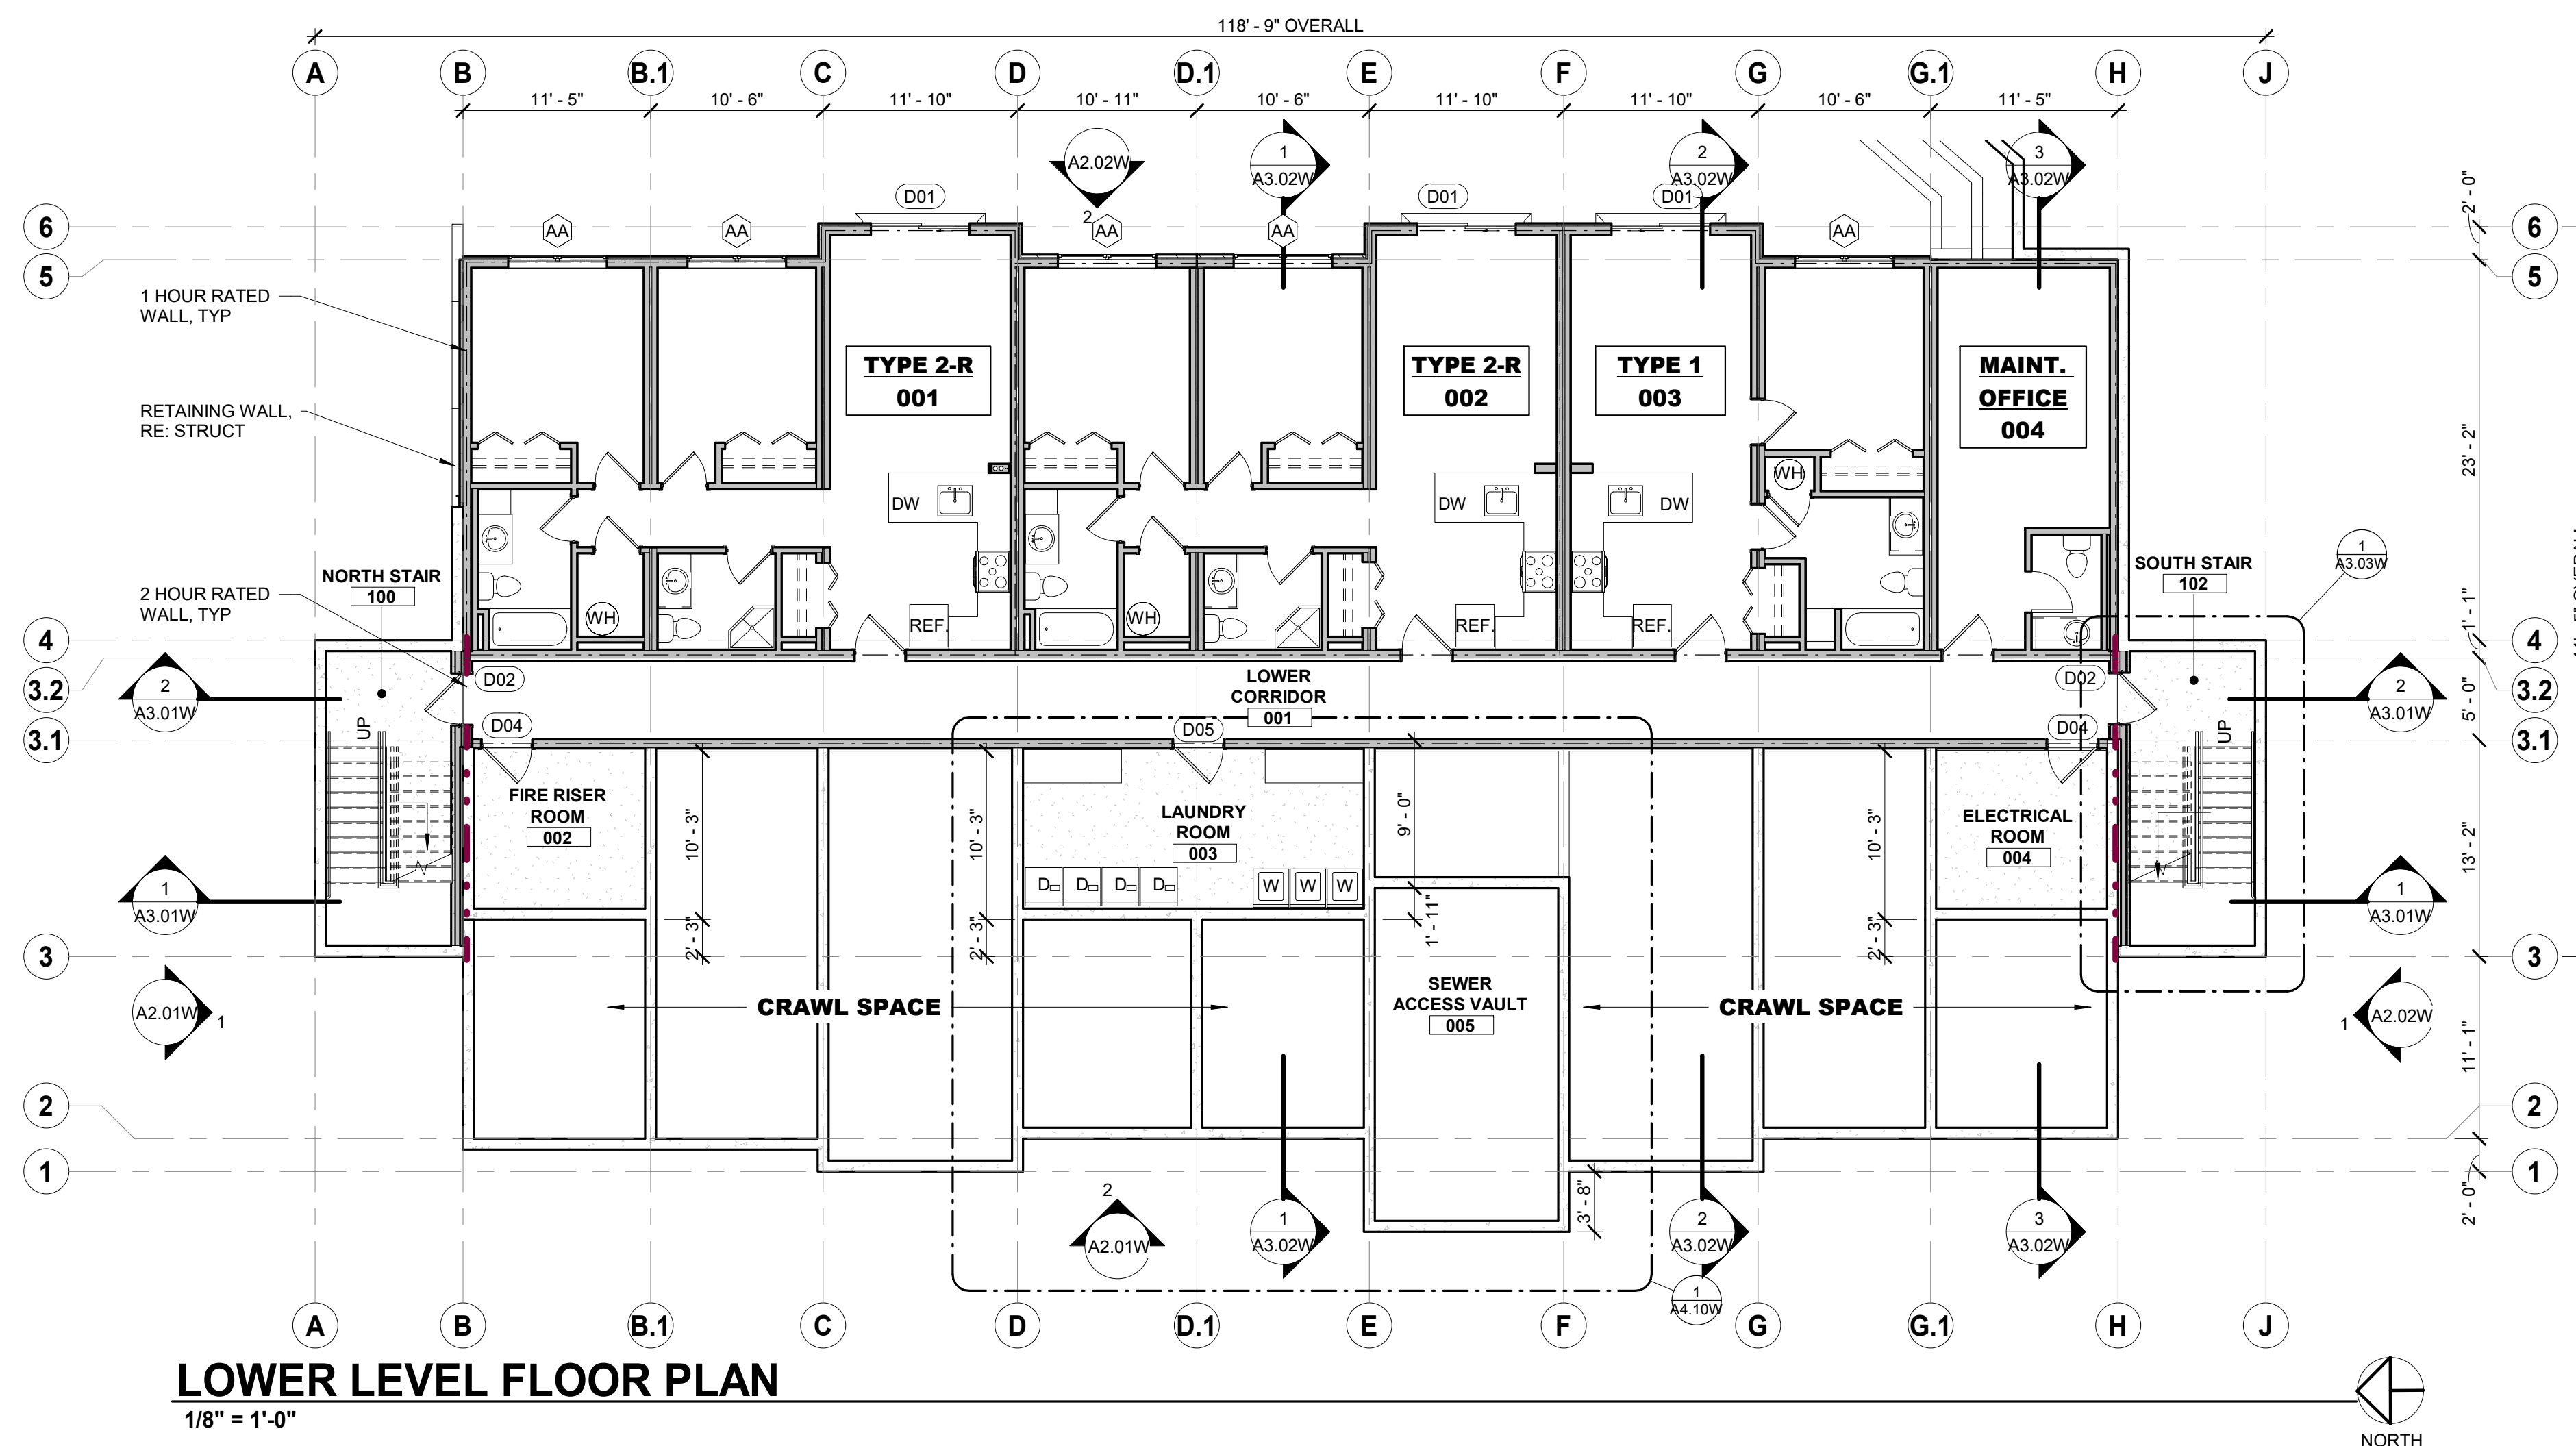 118' - 9" OVERALL
A B B.1 C D D.1 E F G G.1 H J
11' - 5" 10' - 6" 11' - 10" 10' - 11" 10' - 6" 11' - 10" 11' - 10" 10' - 6" 11' - 5"
A2.02W
2
1
A3.02W
2
A3.02W
3
A3.02W
D01 D01 D01
2' - 0"
6 AA AA AA AA AA 6
5 5
1 HOUR RATED
WALL, TYP
RETAINING WALL,
RE: STRUCT
TYPE 2-R
001
TYPE 2-R
002
TYPE 1
003
MAINT.
OFFICE
004
23' - 2"
WH
DW DW DW
NORTH STAIR
100
2 HOUR RATED
WALL, TYP
SOUTH STAIR
102
1
A3.03W
1' - 1"
WH WH
REF. REF. REF.
4 4
3.2 3.2
2
A3.01W
D02
LOWER
CORRIDOR
001
D02
2
A3.01W
5' - 0"
UP UP
D04 D05 D04
3.1 3.1
FIRE RISER
ROOM
002
10' - 3" 10' - 3"
LAUNDRY
ROOM
003
9' - 0"
10' - 3"
ELECTRICAL
ROOM
004
13' - 2"
D D D D W W W
1
A3.01W
1
A3.01W
2' - 3" 2' - 3" 1' - 11" 2' - 3"
3 3
A2.01W 1
CRAWL SPACE
SEWER
ACCESS VAULT
005
CRAWL SPACE
1 A2.02W
11' - 1"
2 2
1 1
3' - 8"
2' - 0"
2
A2.01W
1
A3.02W
2
A3.02W
3
A3.02W
1
A4.10W
A B B.1 C D D.1 E F G G.1 H J
LOWER LEVEL FLOOR PLAN
1/8" = 1'-0"
NORTH